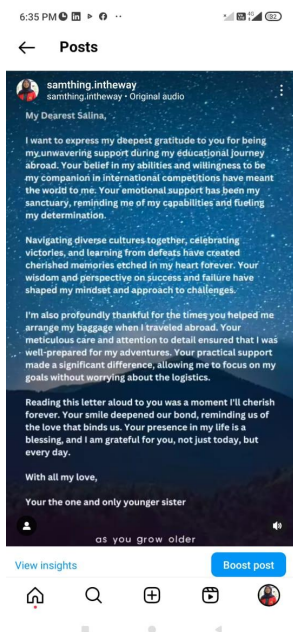 6:35 PM
82
Posts
samthing.intheway
samthing.intheway • Original audio
My Dearest Salina,
I want to express my deepest gratitude to you for being
my unwavering support during my educational journey
abroad. Your belief in my abilities and willingness to be
my companion in international competitions have meant
the world to me. Your emotional support has been my
sanctuary, reminding me of my capabilities and fueling
my determination.
Navigating diverse cultures together, celebrating
victories, and learning from defeats have created
cherished memories etched in my heart forever. Your
wisdom and perspective on success and failure have
shaped my mindset and approach to challenges.
I'm also profoundly thankful for the times you helped me
arrange my baggage when I traveled abroad. Your
meticulous care and attention to detail ensured that I was
well-prepared for my adventures. Your practical support
made a significant difference, allowing me to focus on my
goals without worrying about the logistics.
Reading this letter aloud to you was a moment I'll cherish
forever. Your smile deepened our bond, reminding us of
the love that binds us. Your presence in my life is a
blessing, and I am grateful for you, not just today, but
every day.
With all my love,
Your the one and only younger sister
as you grow older
View insights
Boost post